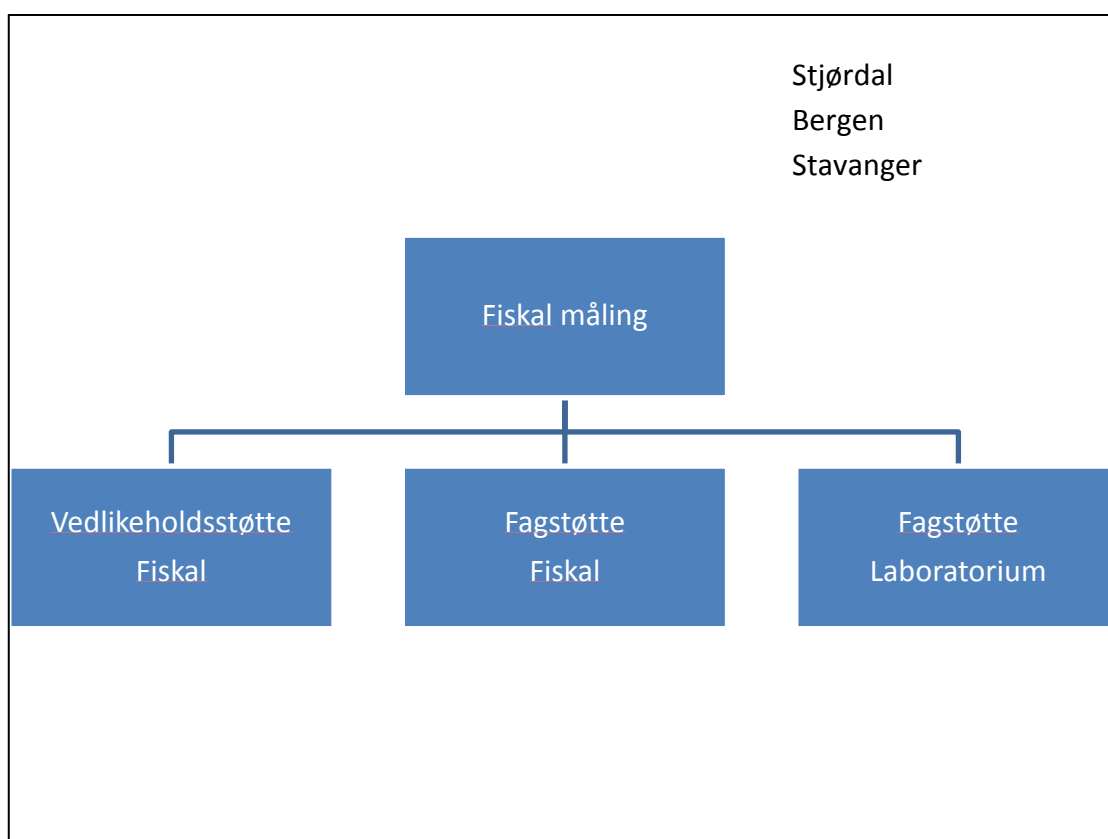 Stjørdal
Bergen
Stavanger
Fiskal måling
Vedlikeholdsstøtte
Fiskal
Fagstøtte
Fiskal
Fagstøtte
Laboratorium